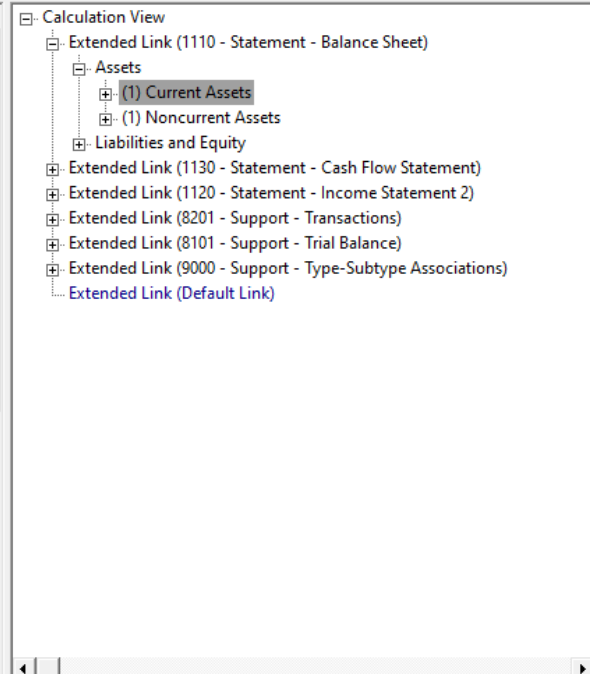 Calculation View
Extended Link (1110 - Statement - Balance Sheet)
Assets
(1) Current Assets
(1) Noncurrent Assets
Liabilities and Equity
Extended Link (1130 - Statement - Cash Flow Statement)
Extended Link (1120 - Statement - Income Statement 2)
Extended Link (8201 - Support - Transactions)
Extended Link (8101 - Support - Trial Balance)
Extended Link (9000 - Support - Type-Subtype Associations)
Extended Link (Default Link)